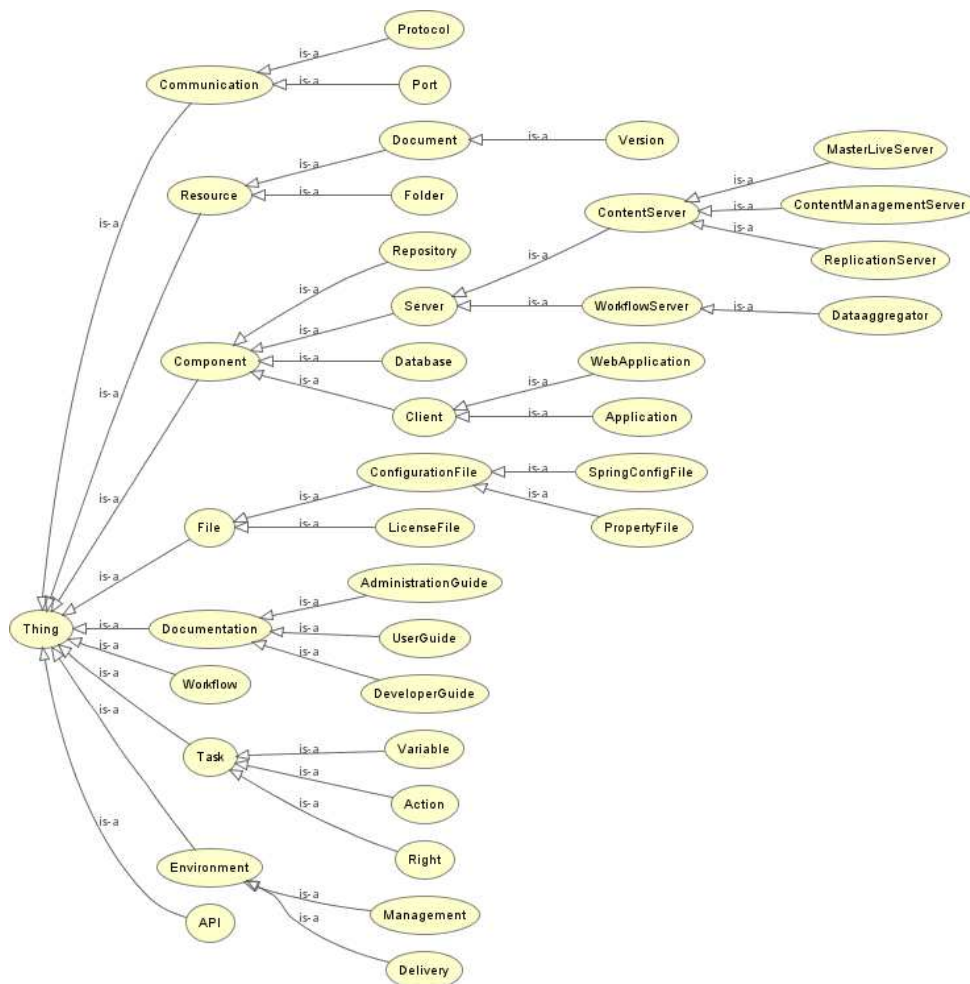 Protocol
is-a
Communication
is-a
Port
Document
is-a
Version
MasterLiveServer
is-a
is-a
Resource
is-a
Folder
ContentServer
is-a
ContentManagementServer
is-a
is-a
ReplicationServer
Repository
is-a
is-a
Server
is-a
WorkflowServer
is-a
Dataaggregator
is-a
Component
is-a
Database
WebApplication
is-a
is-a
is-a
Client
is-a
Application
ConfigurationFile
is-a
SpringConfigFile
is-a
is-a
File
is-a
LicenseFile
is-a
PropertyFile
is-a
AdministrationGuide
is-a
Thing
is-a
Documentation
is-a
UserGuide
is-a
Workflow
is-a
DeveloperGuide
is-a
is-a
Task
is-a
Variable
is-a
Action
is-a
is-a
Right
Environment
is-a
Management
API
is-a
Delivery